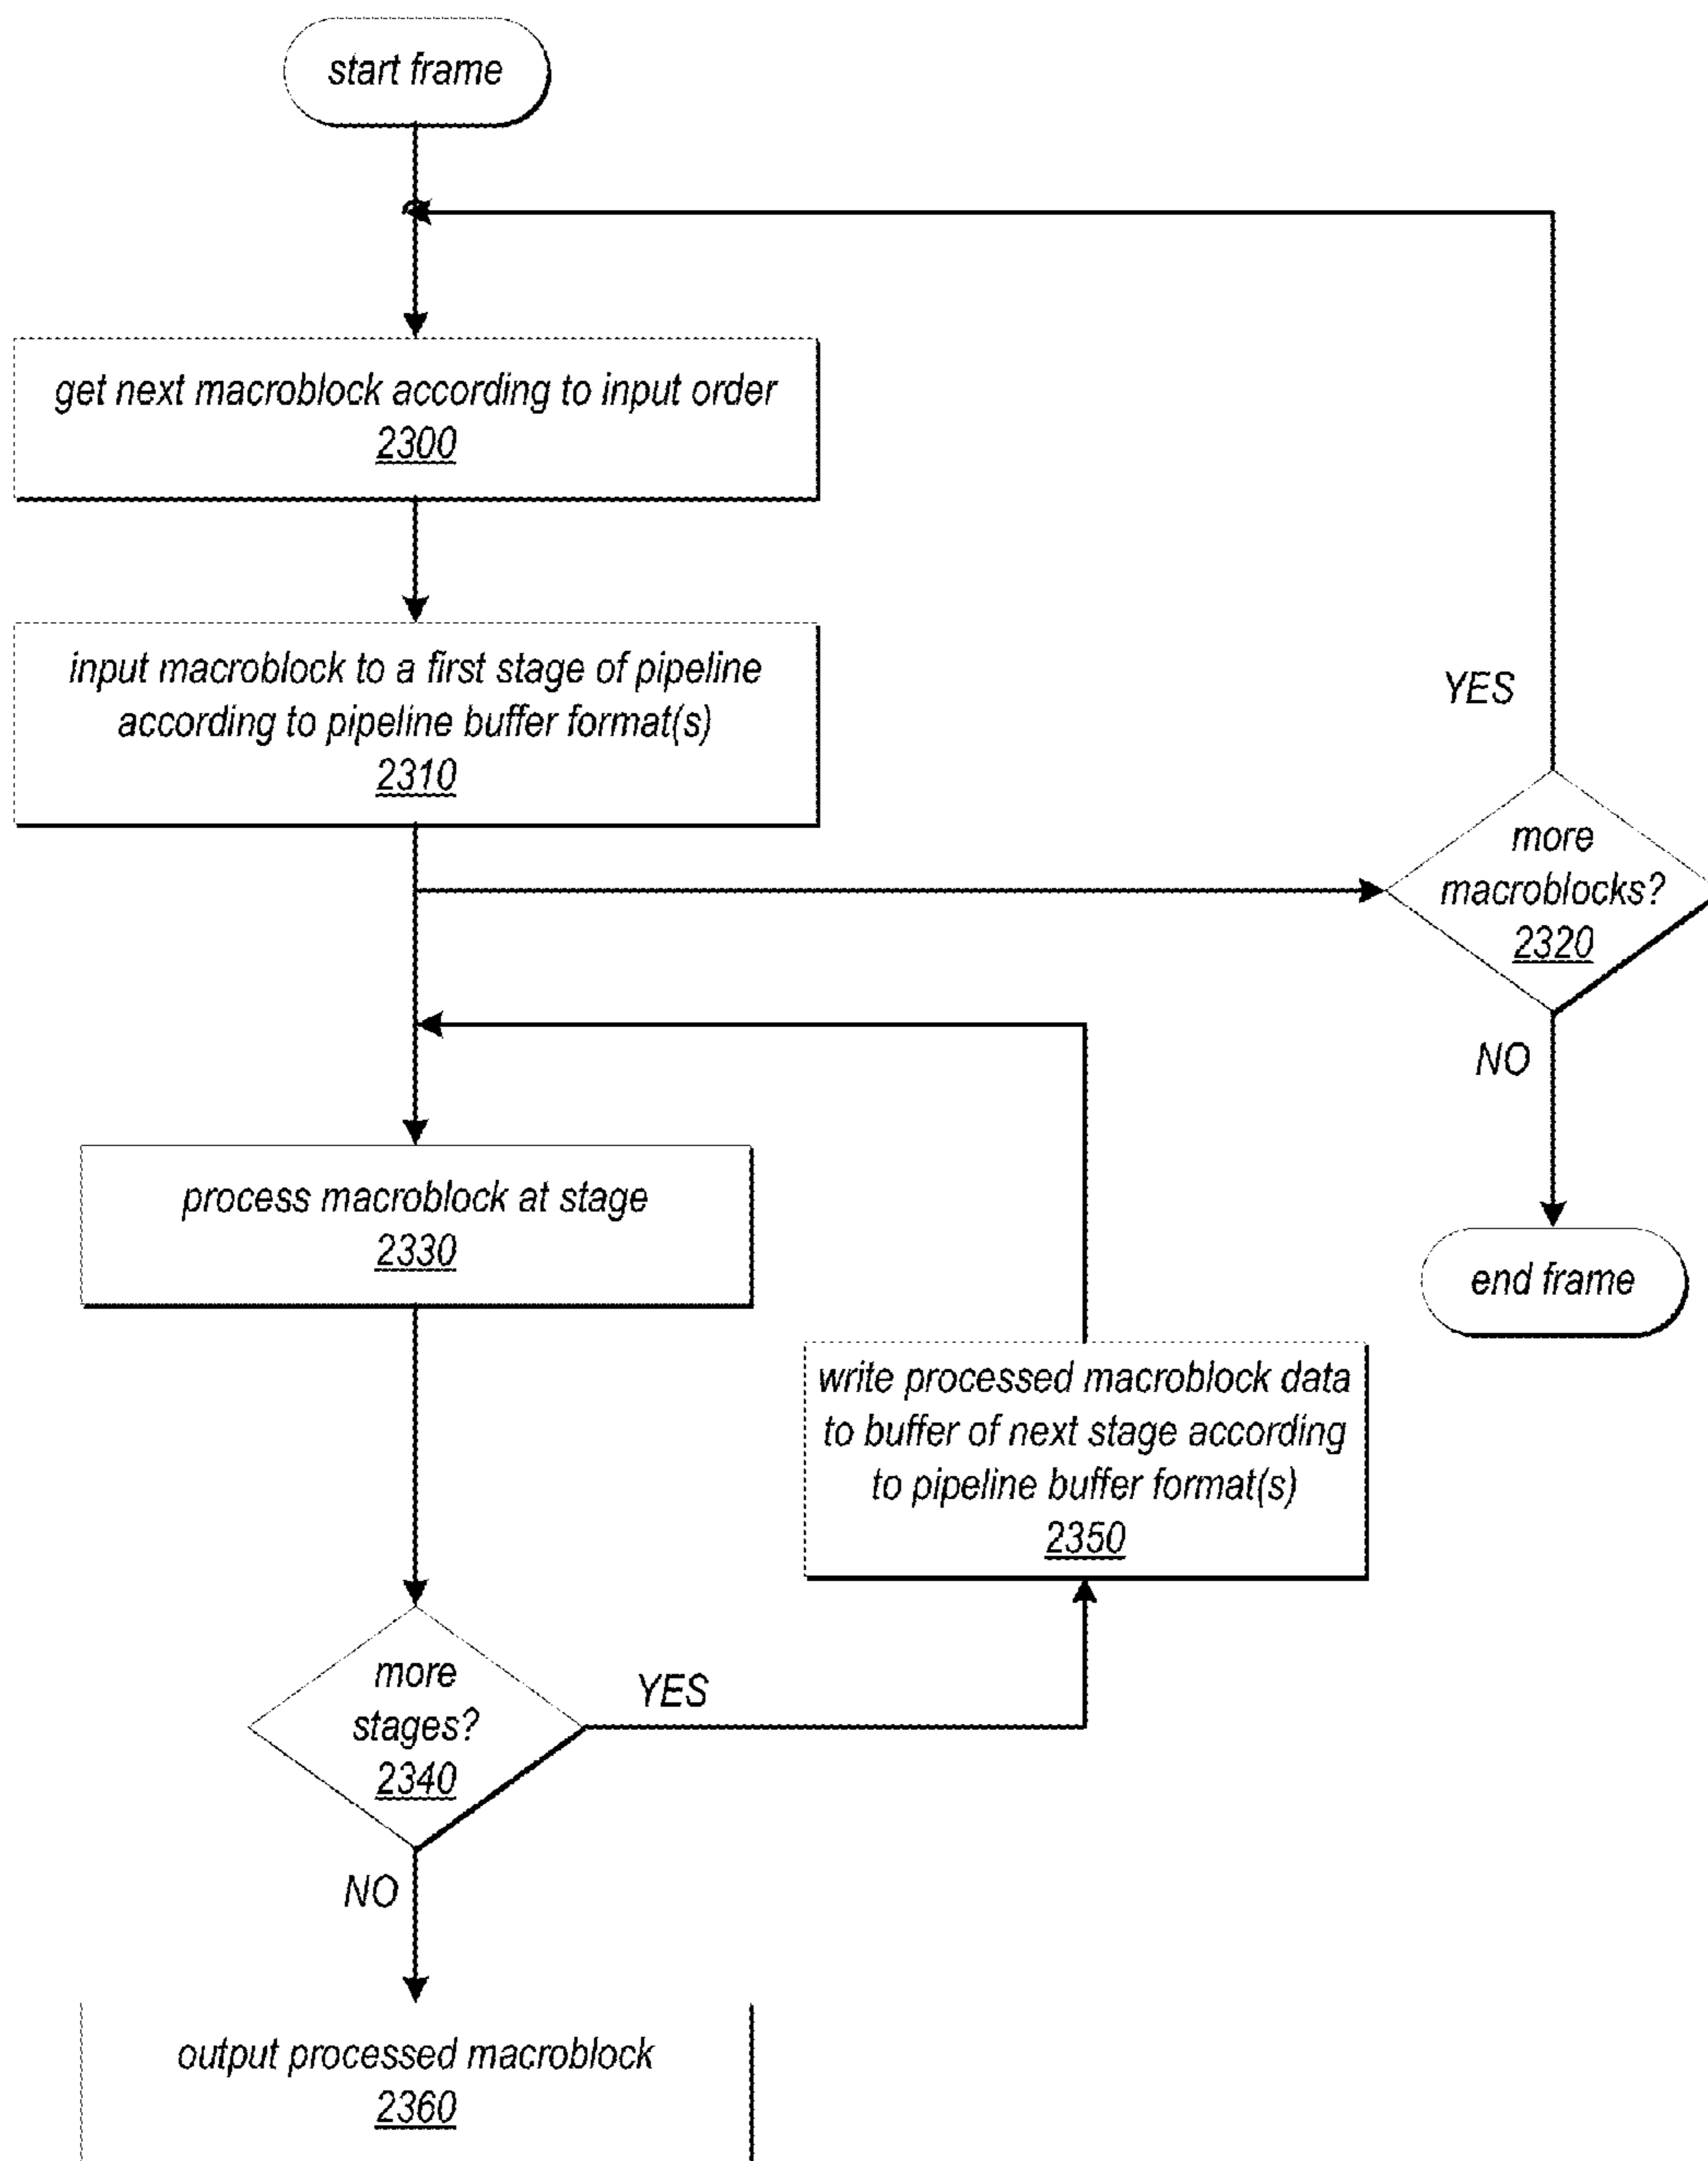 start frame
get next macroblock according to input order
2300
input macroblock to a first stage of pipeline
according to pipeline buffer format(s)
2310
YES
more
macroblocks?
2320
NO
process macroblock at stage
2330
end frame
write processed macroblock data
to buffer of next stage according
to pipeline buffer format(s)
2350
more
stages?
2340
YES
NO
output processed macroblock
2360